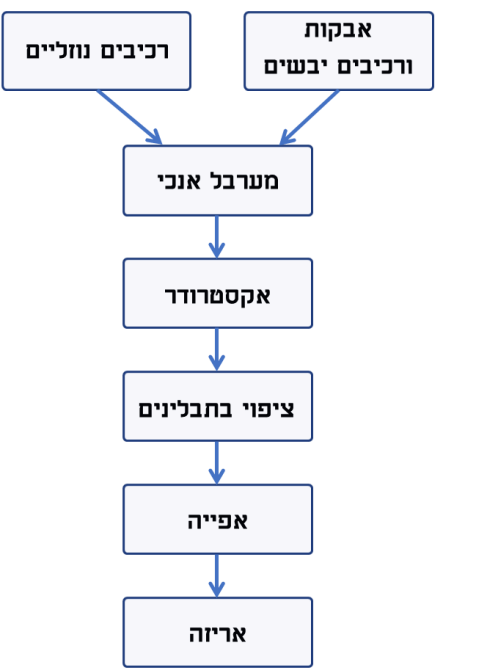 אבקות
ורכיבים יבשים
רכיבים נוזליים
מערבל אנכי
אקסטרודר
ציפוי בתבלינים
אפייה
אריזה